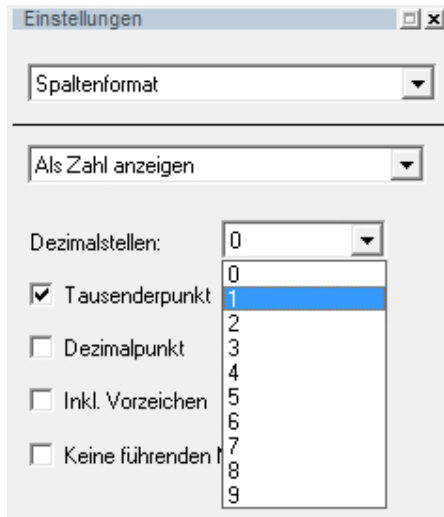 Einstellungen
Spaltenformat
Als Zahl anzeigen
Dezimalstellen: 0
0
Tausenderpunkt
1
2
Dezimalpunkt
3
4
Inkl. Vorzeichen
5
6
Keine führenden
7
8
9